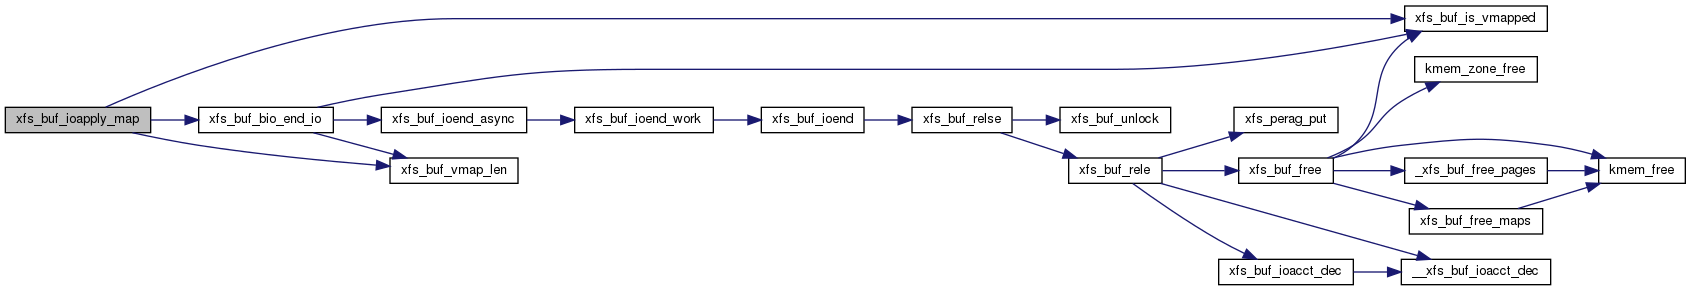 xfs_buf_ioapply_map
xfs_buf_bio_end_io
xfs_buf_vmap_len
xfs_buf_ioend_async
xfs_buf_ioend_work
xfs_buf_ioend
xfs_buf_relse
xfs_buf_unlock
xfs_buf_rele
xfs_perag_put
xfs_buf_free
xfs_buf_ioacct_dec
xfs_buf_is_vmapped
kmem_zone_free
_xfs_buf_free_pages
xfs_buf_free_maps
__xfs_buf_ioacct_dec
kmem_free